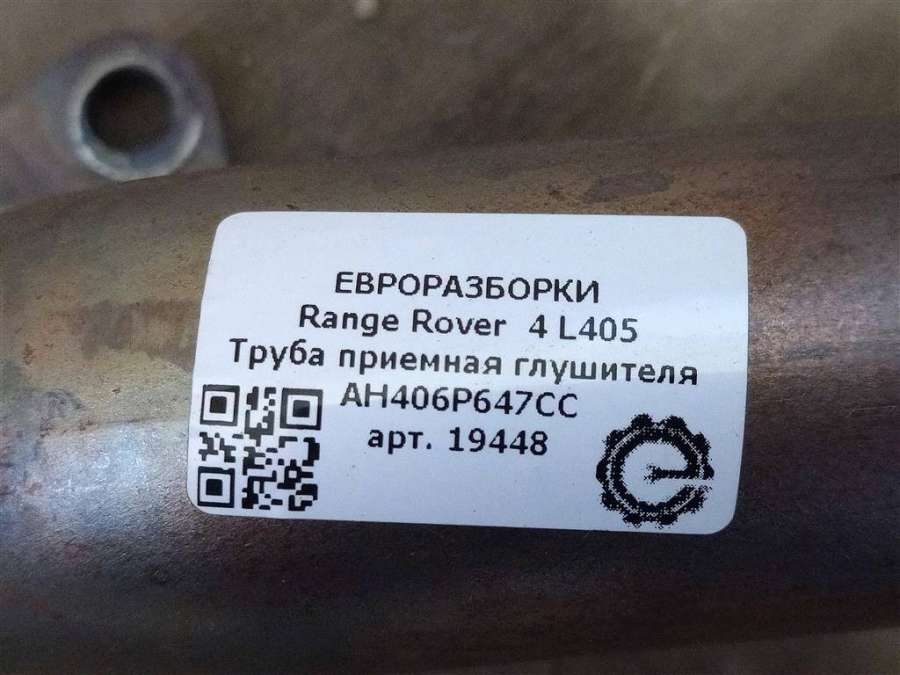 ЕВРОРАЗБОРКИ
Range Rover 4 L405
Труба приемная глушителя
AH406P647CC
арт. 19448